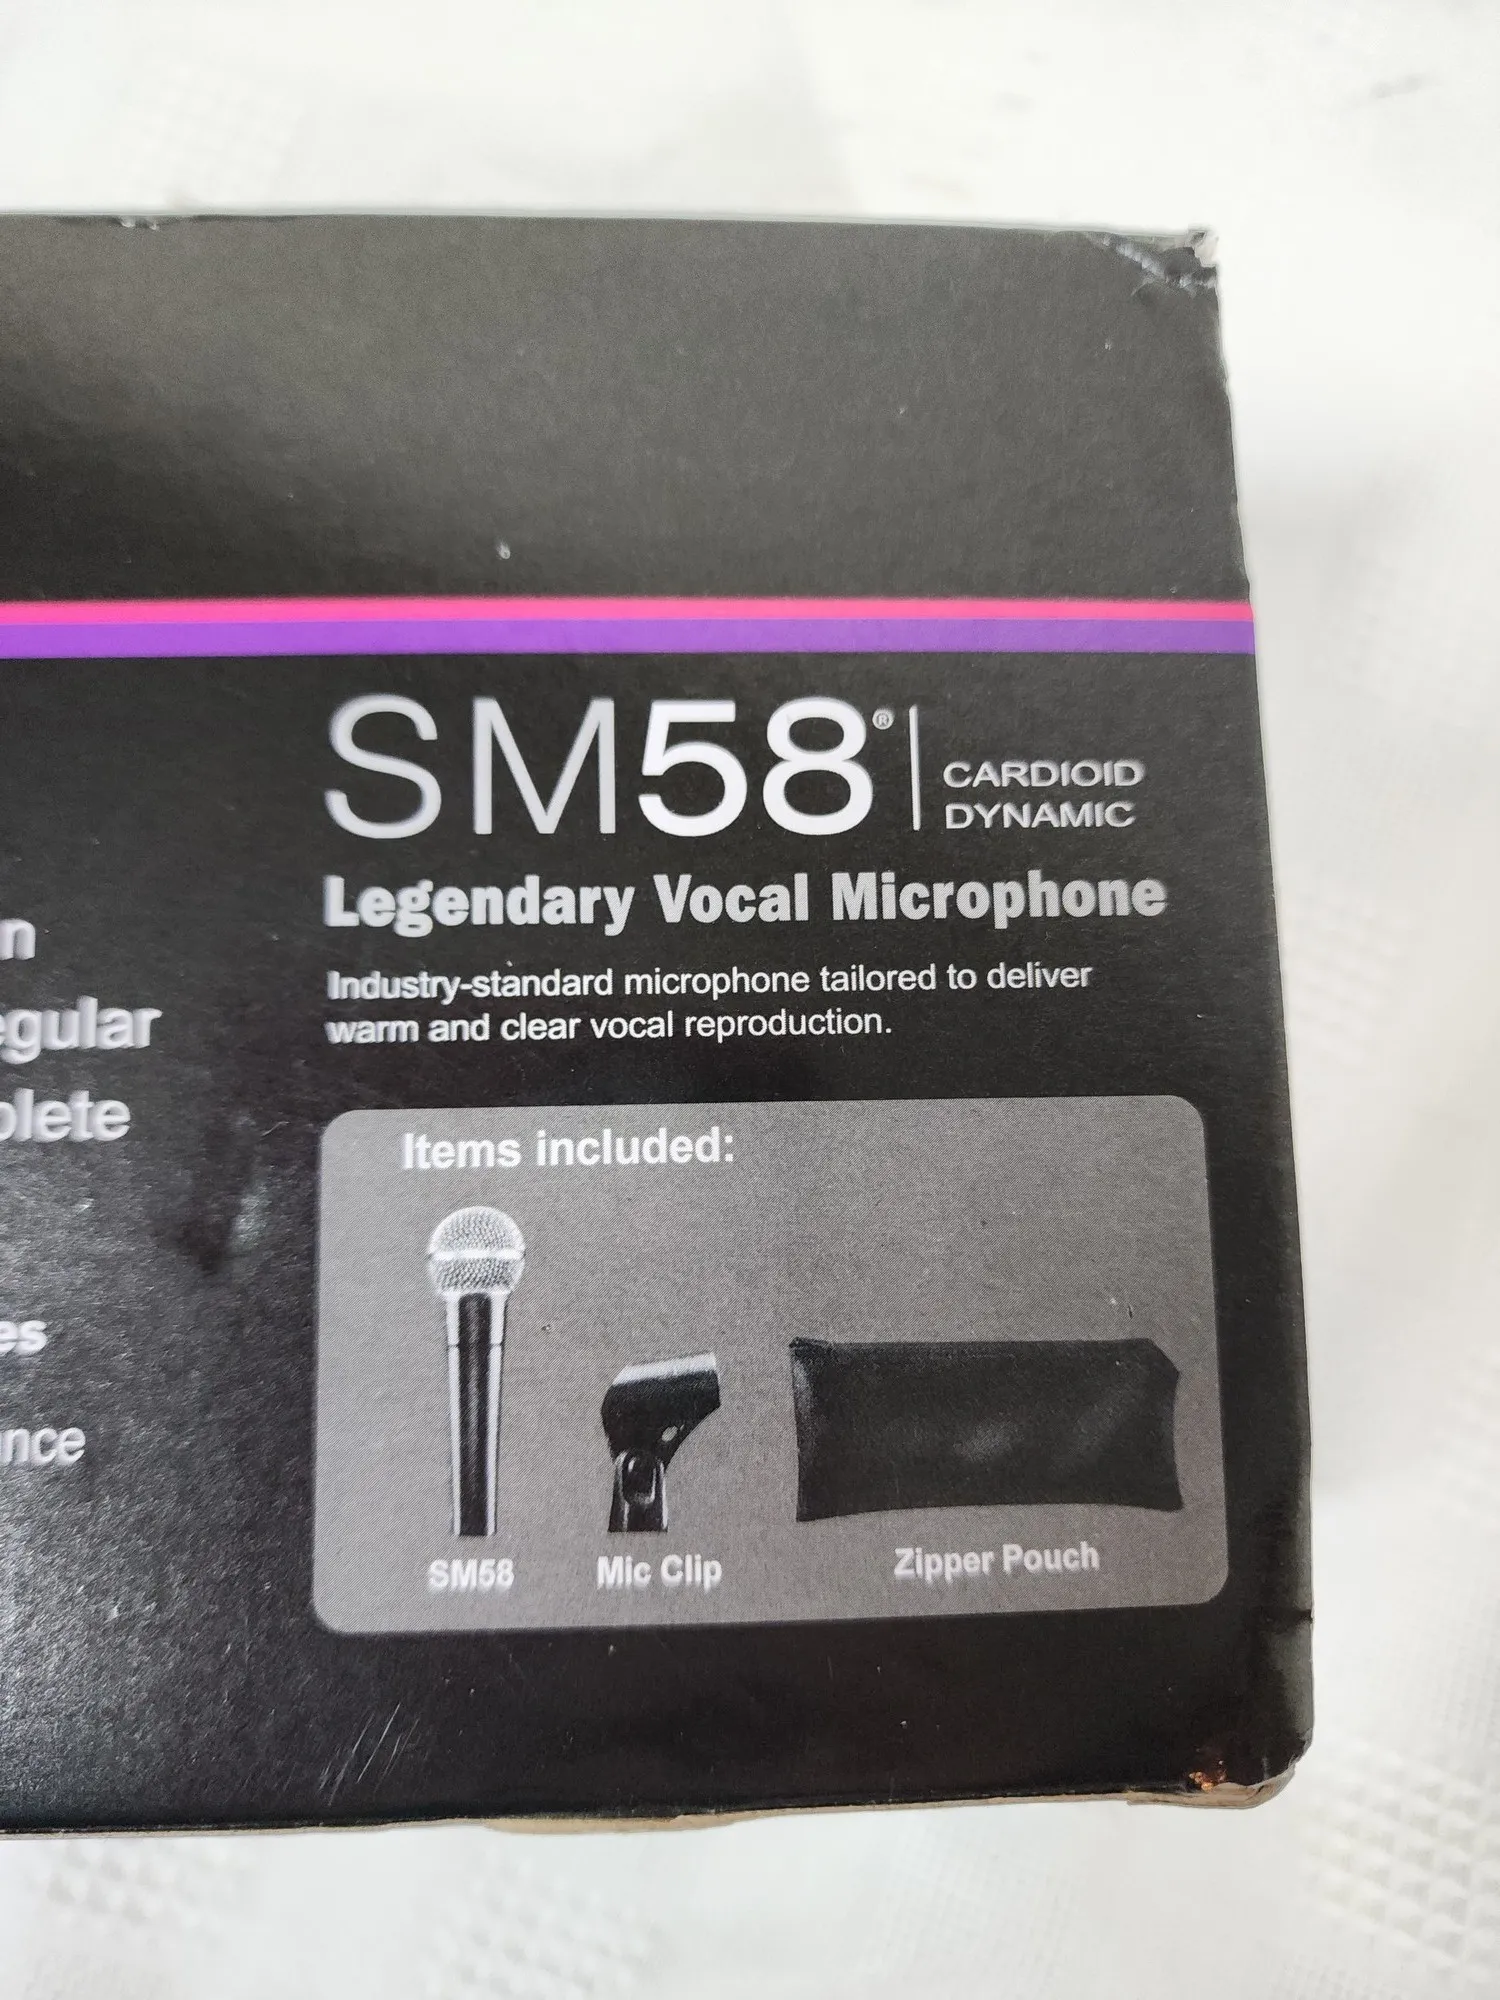 SM58® | CARDIOID
DYNAMIC
Legendary Vocal Microphone
Industry-standard microphone tailored to deliver
warm and clear vocal reproduction.
Items included:
SM58
Mic Clip
Zipper Pouch